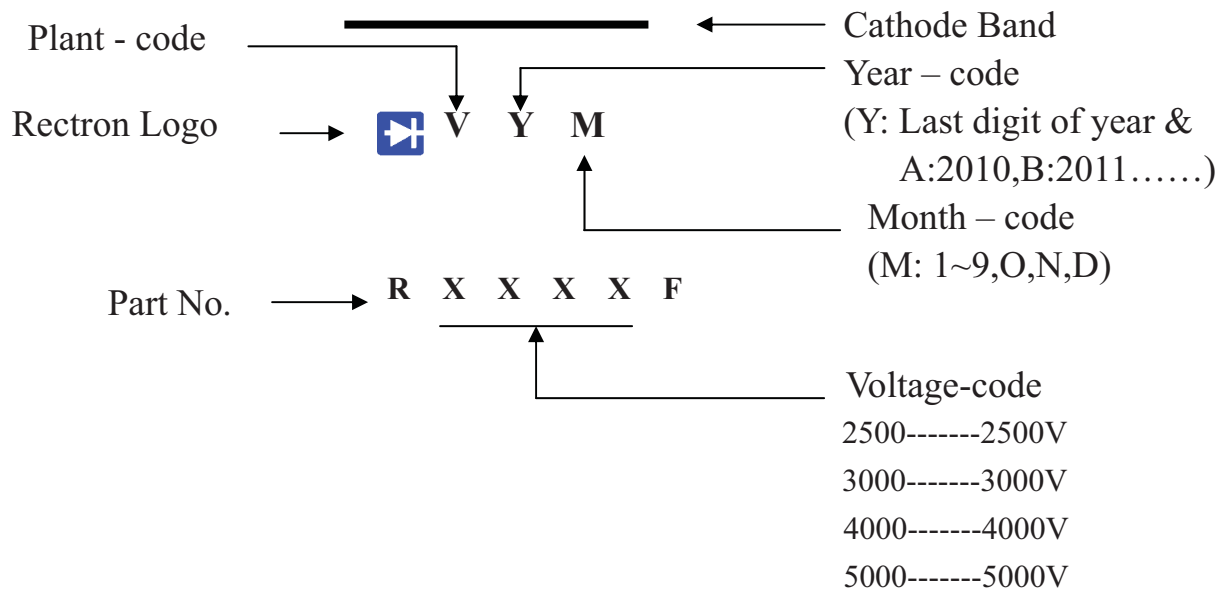 Cathode Band
Plant - code
Year – code
Rectron Logo
V Y M
(Y: Last digit of year &
A:2010,B:2011……)
Month – code
(M: 1~9,O,N,D)
Part No.
R X X X X F
Voltage-code
2500-------2500V
3000-------3000V
4000-------4000V
5000-------5000V